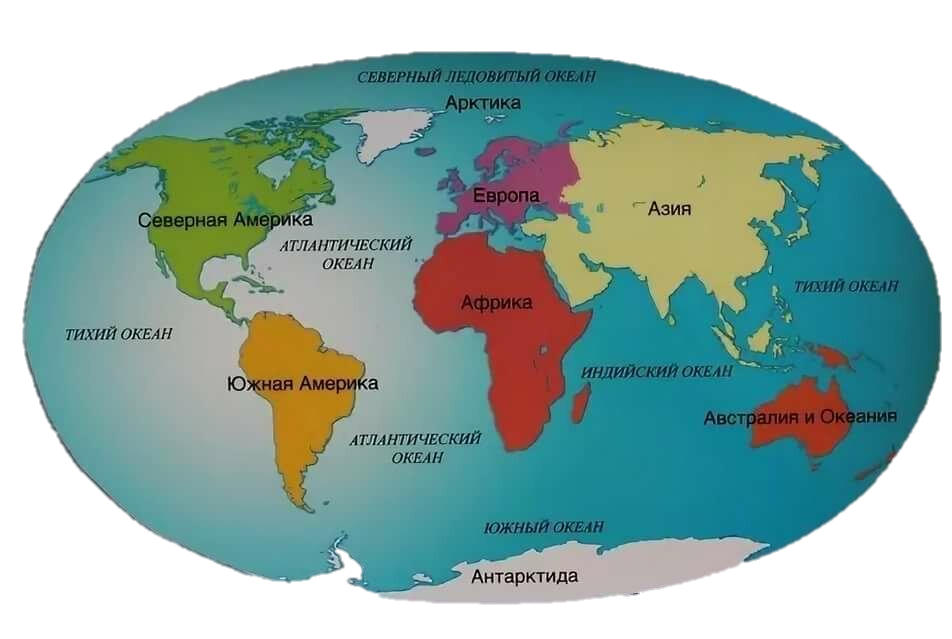 СЕВЕРНЫЙ ЛЕДОВИТЫЙ ОКЕАН
Арктика
Европа
Азия
Северная Америка
АТЛАНТИЧЕСКИЙ
ОКЕАН
ТИХИЙ ОКЕАН
Африка
ТИХИЙ ОКЕАН
ИНДИЙСКИЙ ОКЕАН
Южная Америка
Австралия и Океания
АТЛАНТИЧЕСКИЙ
ОКЕАН
ЮЖНЫЙ ОКЕАН
Антарктида